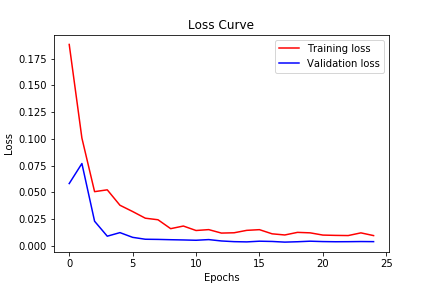 Loss Curve
Training loss
Validation loss
0.175
0.150
0.125
0.100
0.075
0.050
0.025
0.000
Loss
0 5 10 15 20 25
Epochs